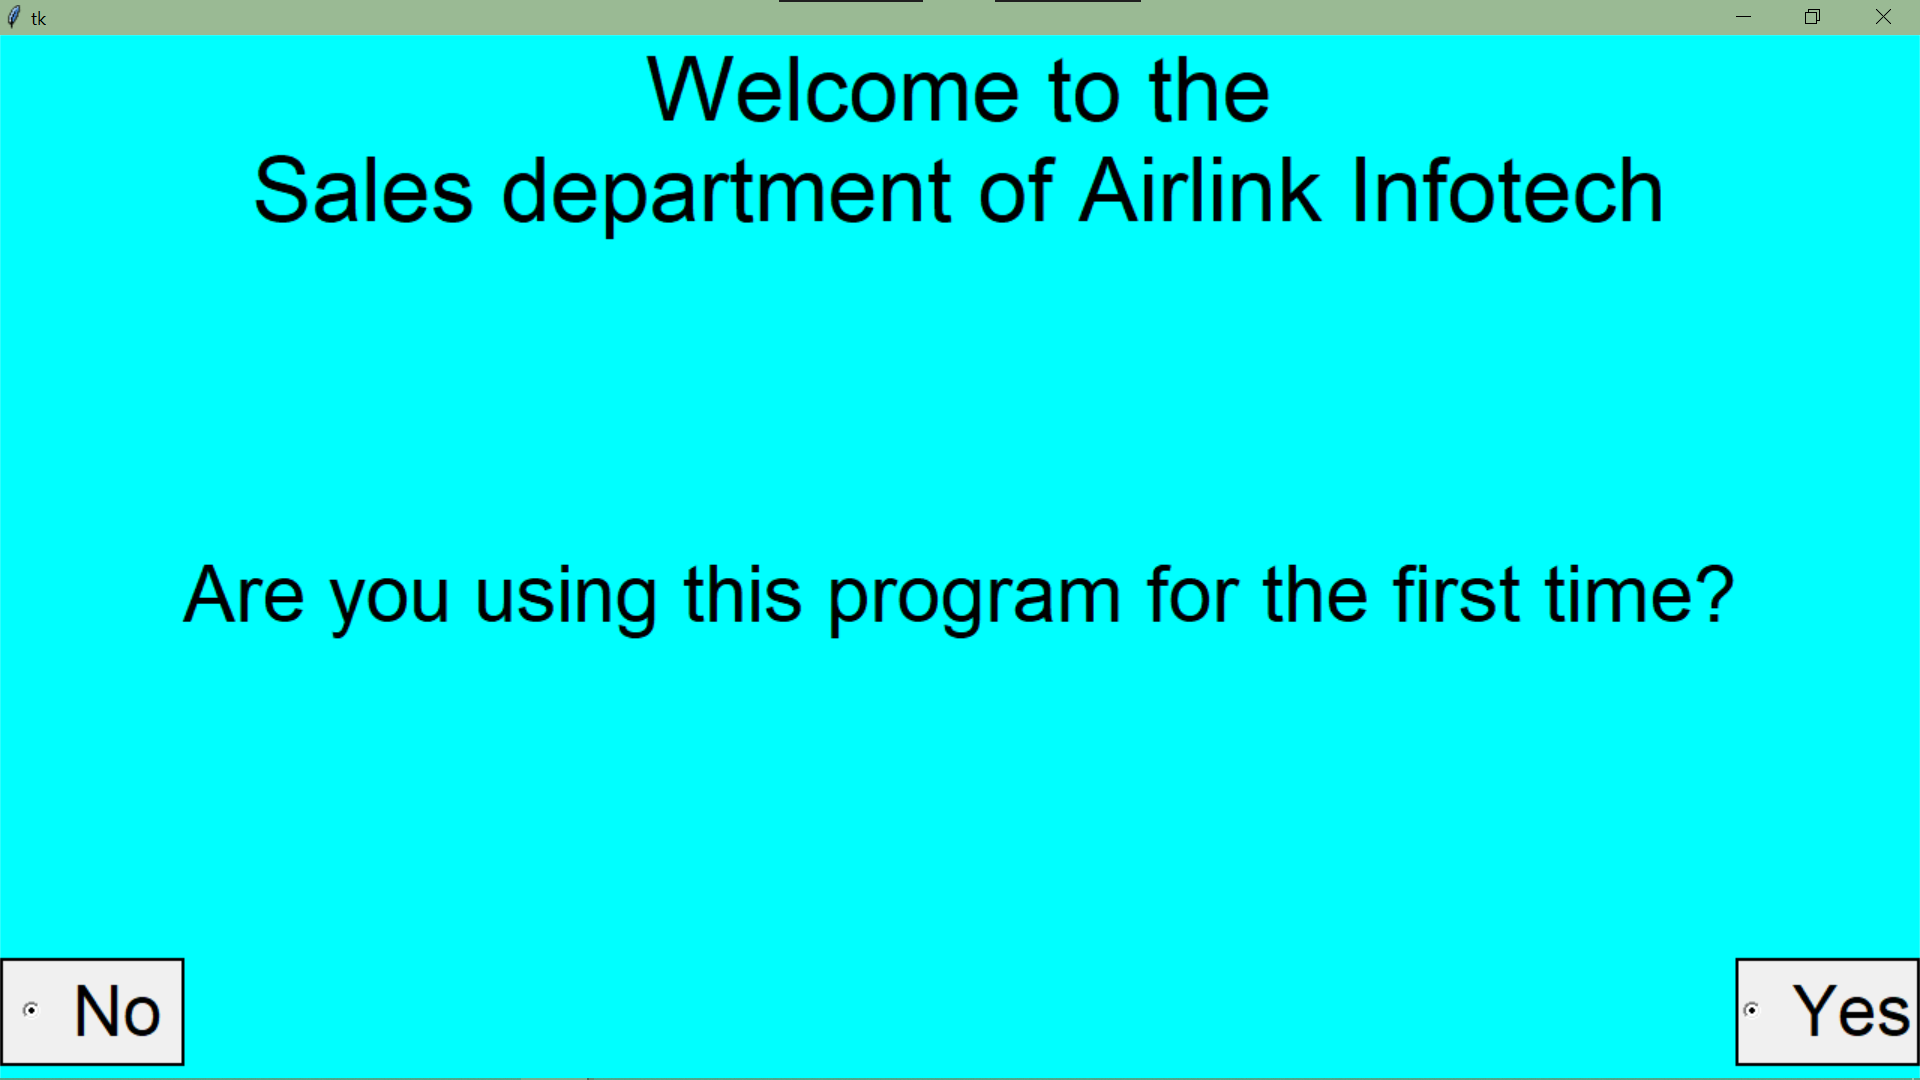 tk
Welcome to the
Sales department of Airlink Infotech
Are you using this program for the first time?
No
Yes